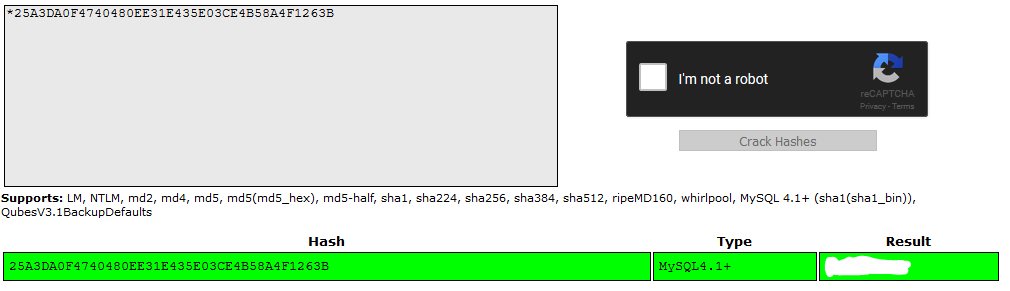 *25A3DA0F4740480EE31E435E03CE4B58A4F1263B
I'm not a robot
reCAPTCHA
Privacy - Terms
Crack Hashes
Supports: LM, NTLM, md2, md4, md5, md5(md5_hex), md5-half, sha1, sha224, sha256, sha384, sha512, ripeMD160, whirlpool, MySQL 4.1+ (sha1(sha1_bin)),
QubesV3.1BackupDefaults
Hash Type Result
25A3DA0F4740480EE31E435E03CE4B58A4F1263B MySQL4.1+